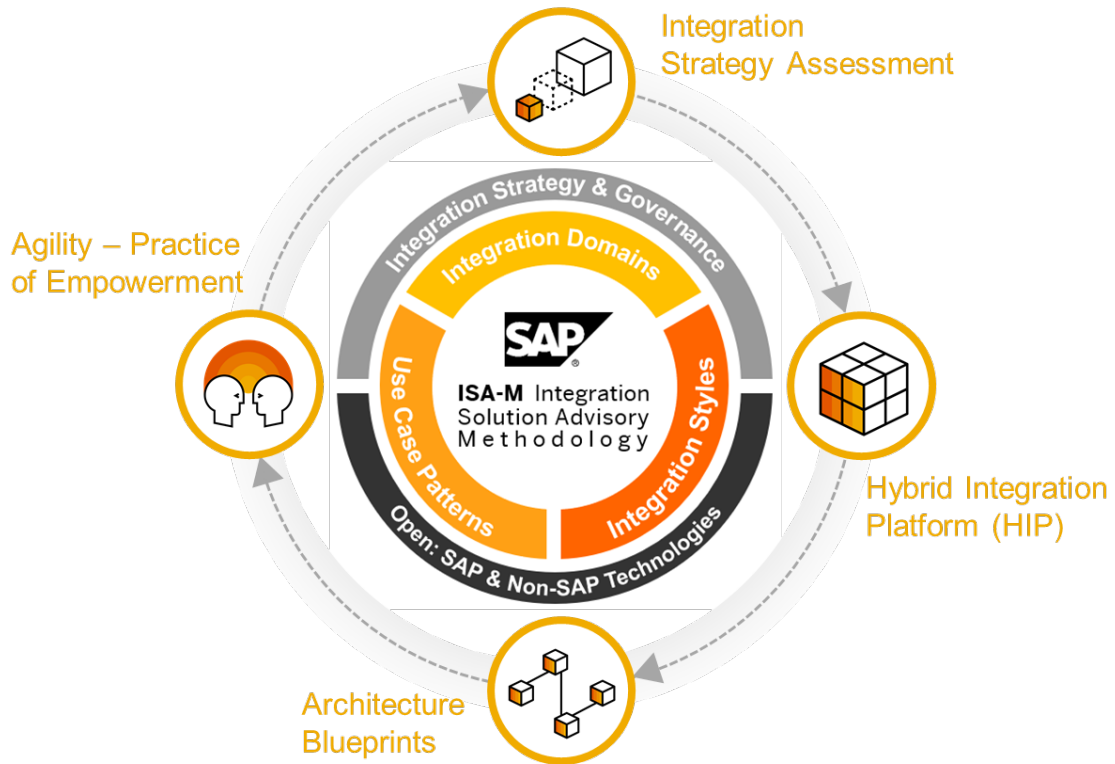 Integration
Strategy Assessment
Integration Strategy & Governance
Integration Domains
Agility – Practice
of Empowerment
SAP
®
ISA-M Integration
Solution Advisory
Methodology
Use Case Patterns
Integration Styles
Hybrid Integration
Platform (HIP)
Open: SAP & Non-SAP Technologies
Architecture
Blueprints